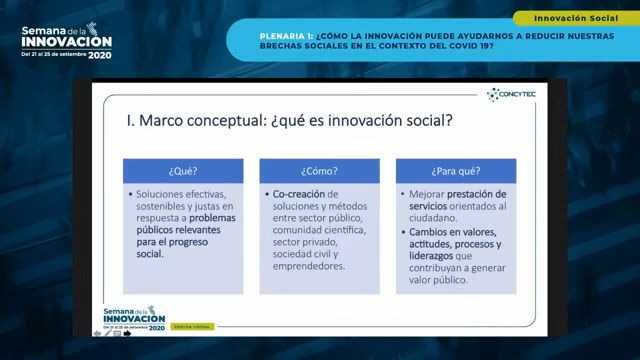 Innovación Social
Semana de la
INNOVACIÓN
Del 21 al 25 de setiembre 2020
PLENARIA 1: ¿CÓMO LA INNOVACIÓN PUEDE AYUDARNOS A REDUCIR NUESTRAS
BRECHAS SOCIALES EN EL CONTEXTO DEL COVID 19?
CONCYTEC
I. Marco conceptual: ¿qué es innovación social?
¿Qué?
• Soluciones efectivas,
sostenibles y justas en
respuesta a problemas
públicos relevantes
para el progreso
social.
¿Cómo?
• Co-creación de
soluciones y métodos
entre sector público,
comunidad científica,
sector privado,
sociedad civil y
emprendedores.
¿Para qué?
• Mejorar prestación de
servicios orientados al
ciudadano.
• Cambios en valores,
actitudes, procesos y
liderazgos que
contribuyan a generar
valor público.
Semana de la
INNOVACIÓN
Del 21 al 25 de setiembre 2020
EDICIÓN VIRTUAL